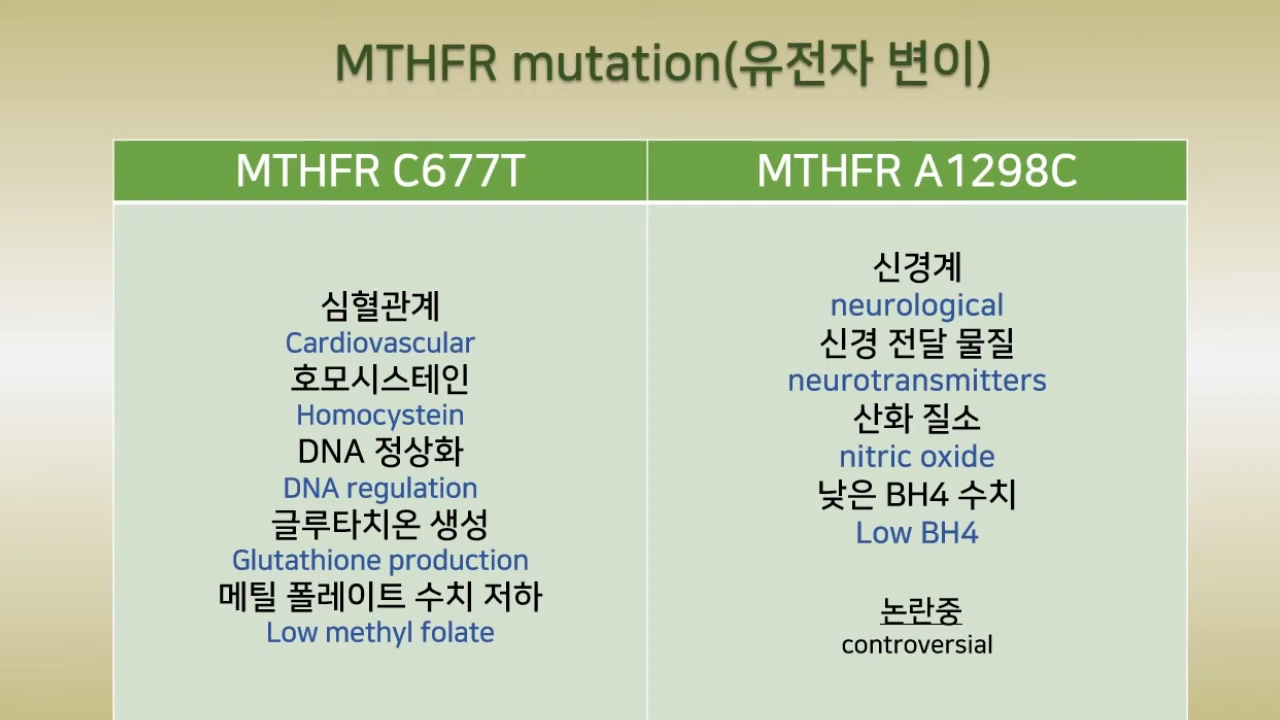 MTHFR mutation(유전자 변이)
MTHFR C677T
MTHFR A1298C
심혈관계
Cardiovascular
호모시스테인
Homocystein
DNA 정상화
DNA regulation
글루타치온 생성
Glutathione production
메틸 폴레이트 수치 저하
Low methyl folate
신경계
neurological
신경 전달 물질
neurotransmitters
산화 질소
nitric oxide
낮은 BH4 수치
Low BH4
논란중
controversial